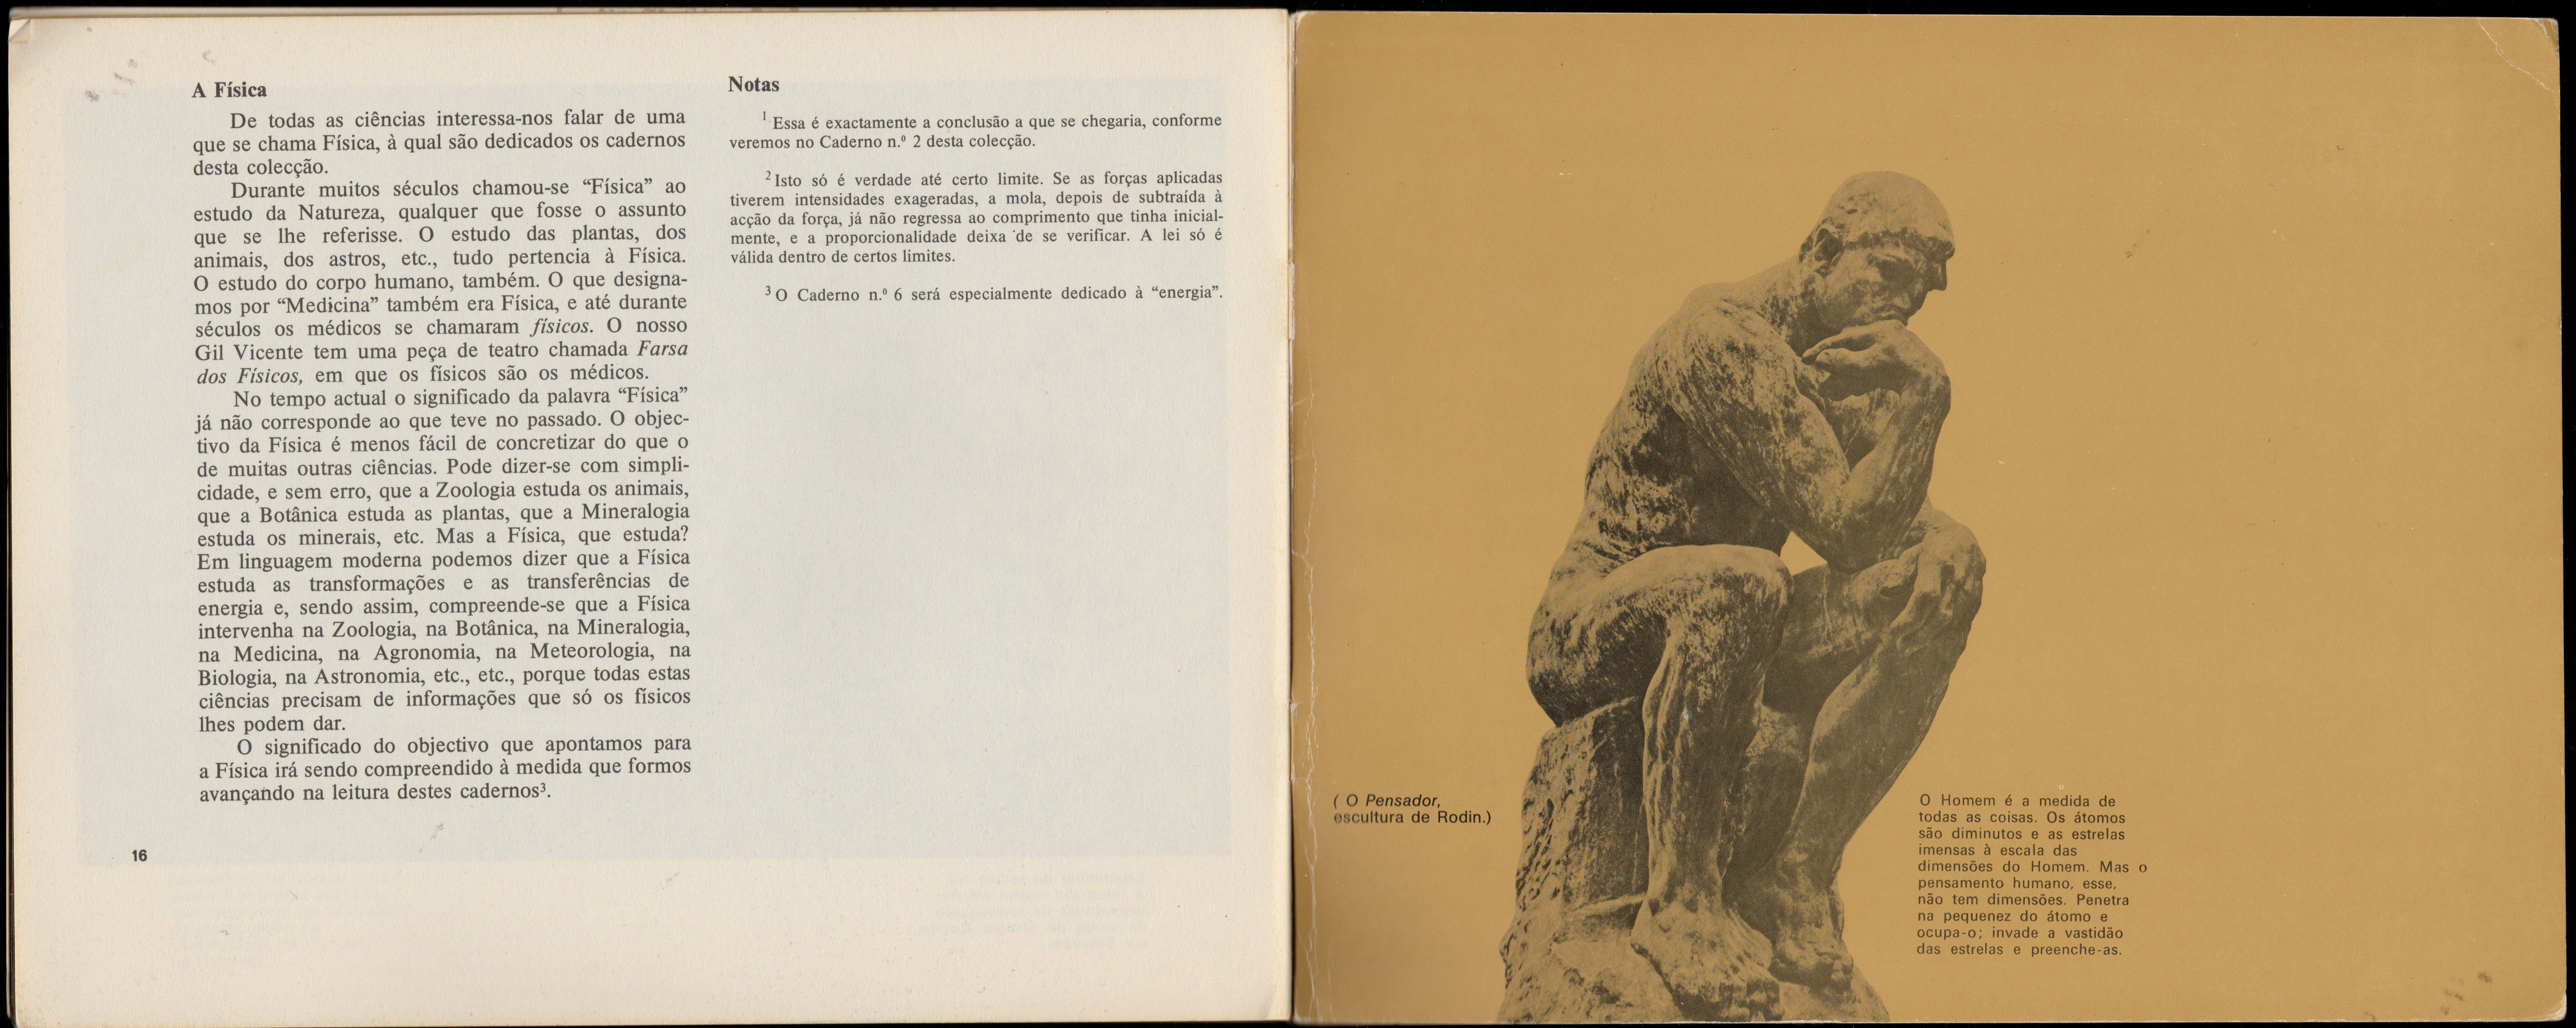 A Física
De todas as ciências interessa-nos falar de uma
que se chama Física, à qual são dedicados os cadernos
desta colecção.
Durante muitos séculos chamou-se “Física” ao
estudo da Natureza, qualquer que fosse o assunto
que se lhe referisse. O estudo das plantas, dos
animais, dos astros, etc., tudo pertencia à Física.
O estudo do corpo humano, também. O que designa-
mos por “Medicina” também era Física, e até durante
séculos os médicos se chamaram físicos. O nosso
Gil Vicente tem uma peça de teatro chamada Farsa
dos Físicos, em que os físicos são os médicos.
No tempo actual o significado da palavra “Física”
já não corresponde ao que teve no passado. O objec-
tivo da Física é menos fácil de concretizar do que o
de muitas outras ciências. Pode dizer-se com simpli-
cidade, e sem erro, que a Zoologia estuda os animais,
que a Botânica estuda as plantas, que a Mineralogia
estuda os minerais, etc. Mas a Física, que estuda?
Em linguagem moderna podemos dizer que a Física
estuda as transformações e as transferências de
energia e, sendo assim, compreende-se que a Física
intervenha na Zoologia, na Botânica, na Mineralogia,
na Medicina, na Agronomia, na Meteorologia, na
Biologia, na Astronomia, etc., etc., porque todas estas
ciências precisam de informações que só os físicos
lhes podem dar.
O significado do objectivo que apontamos para
a Física irá sendo compreendido à medida que formos
avançando na leitura destes cadernos³.
16
Notas
¹ Essa é exactamente a conclusão a que se chegaria, conforme
veremos no Caderno n.º 2 desta colecção.
² Isto só é verdade até certo limite. Se as forças aplicadas
tiverem intensidades exageradas, a mola, depois de subtraída à
acção da força, já não regressa ao comprimento que tinha inicial-
mente, e a proporcionalidade deixa de se verificar. A lei só é
válida dentro de certos limites.
³ O Caderno n.º 6 será especialmente dedicado à “energia”.
( O Pensador,
escultura de Rodin.)
O Homem é a medida de
todas as coisas. Os átomos
são diminutos e as estrelas
imensas à escala das
dimensões do Homem. Mas o
pensamento humano, esse,
não tem dimensões. Penetra
na pequenez do átomo e
ocupa-o; invade a vastidão
das estrelas e preenche-as.